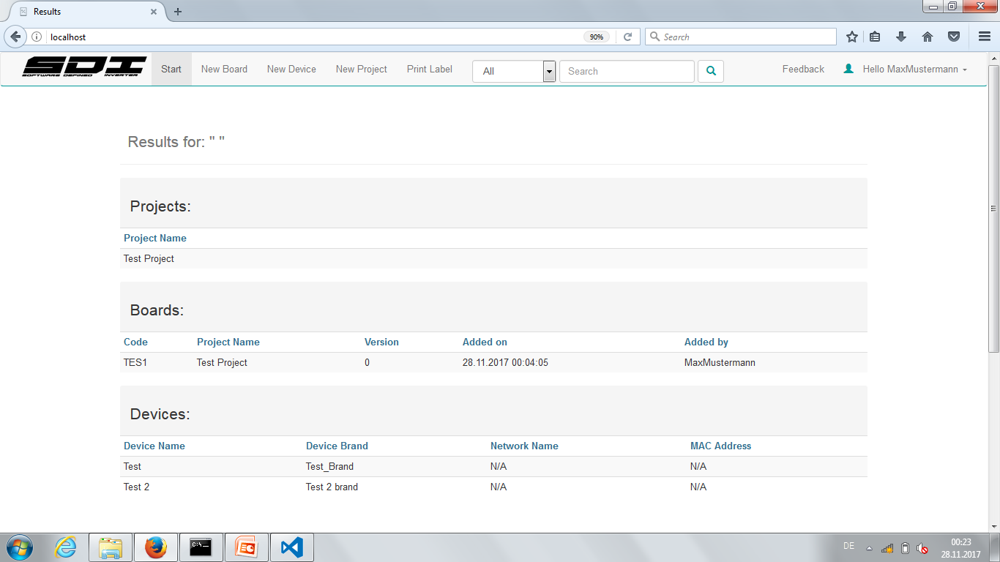 Results
localhost
90%
Search
SDI
SOFTWARE DEFINED INVERTER
Start New Board New Device New Project Print Label All Search Feedback Hello MaxMustermann
Results for: " "
Projects:
Project Name
Test Project
Boards:
Code Project Name Version Added on Added by
TES1 Test Project 0 28.11.2017 00:04:05 MaxMustermann
Devices:
Device Name Device Brand Network Name MAC Address
Test Test_Brand N/A N/A
Test 2 Test 2 brand N/A N/A
C:\
DE
00:23
28.11.2017